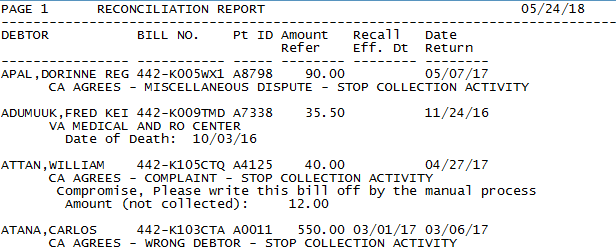 PAGE 1 RECONCILIATION REPORT 05/24/18
DEBTOR BILL NO. Pt ID Amount Recall Date
Refer Eff. Dt Return
APAL,DORINNE REG 442-K005WX1 A8798 90.00 05/07/17
CA AGREES - MISCELLANEOUS DISPUTE - STOP COLLECTION ACTIVITY
ADUMUUK,FRED KEI 442-K009TMD A7338 35.50 11/24/16
VA MEDICAL AND RO CENTER
Date of Death: 10/03/16
ATTAN,WILLIAM 442-K105CTQ A4125 40.00 04/27/17
CA AGREES - COMPLAINT - STOP COLLECTION ACTIVITY
Compromise, Please write this bill off by the manual process
Amount (not collected): 12.00
ATANA,CARLOS 442-K103CTA A0011 550.00 03/01/17 03/06/17
CA AGREES - WRONG DEBTOR - STOP COLLECTION ACTIVITY